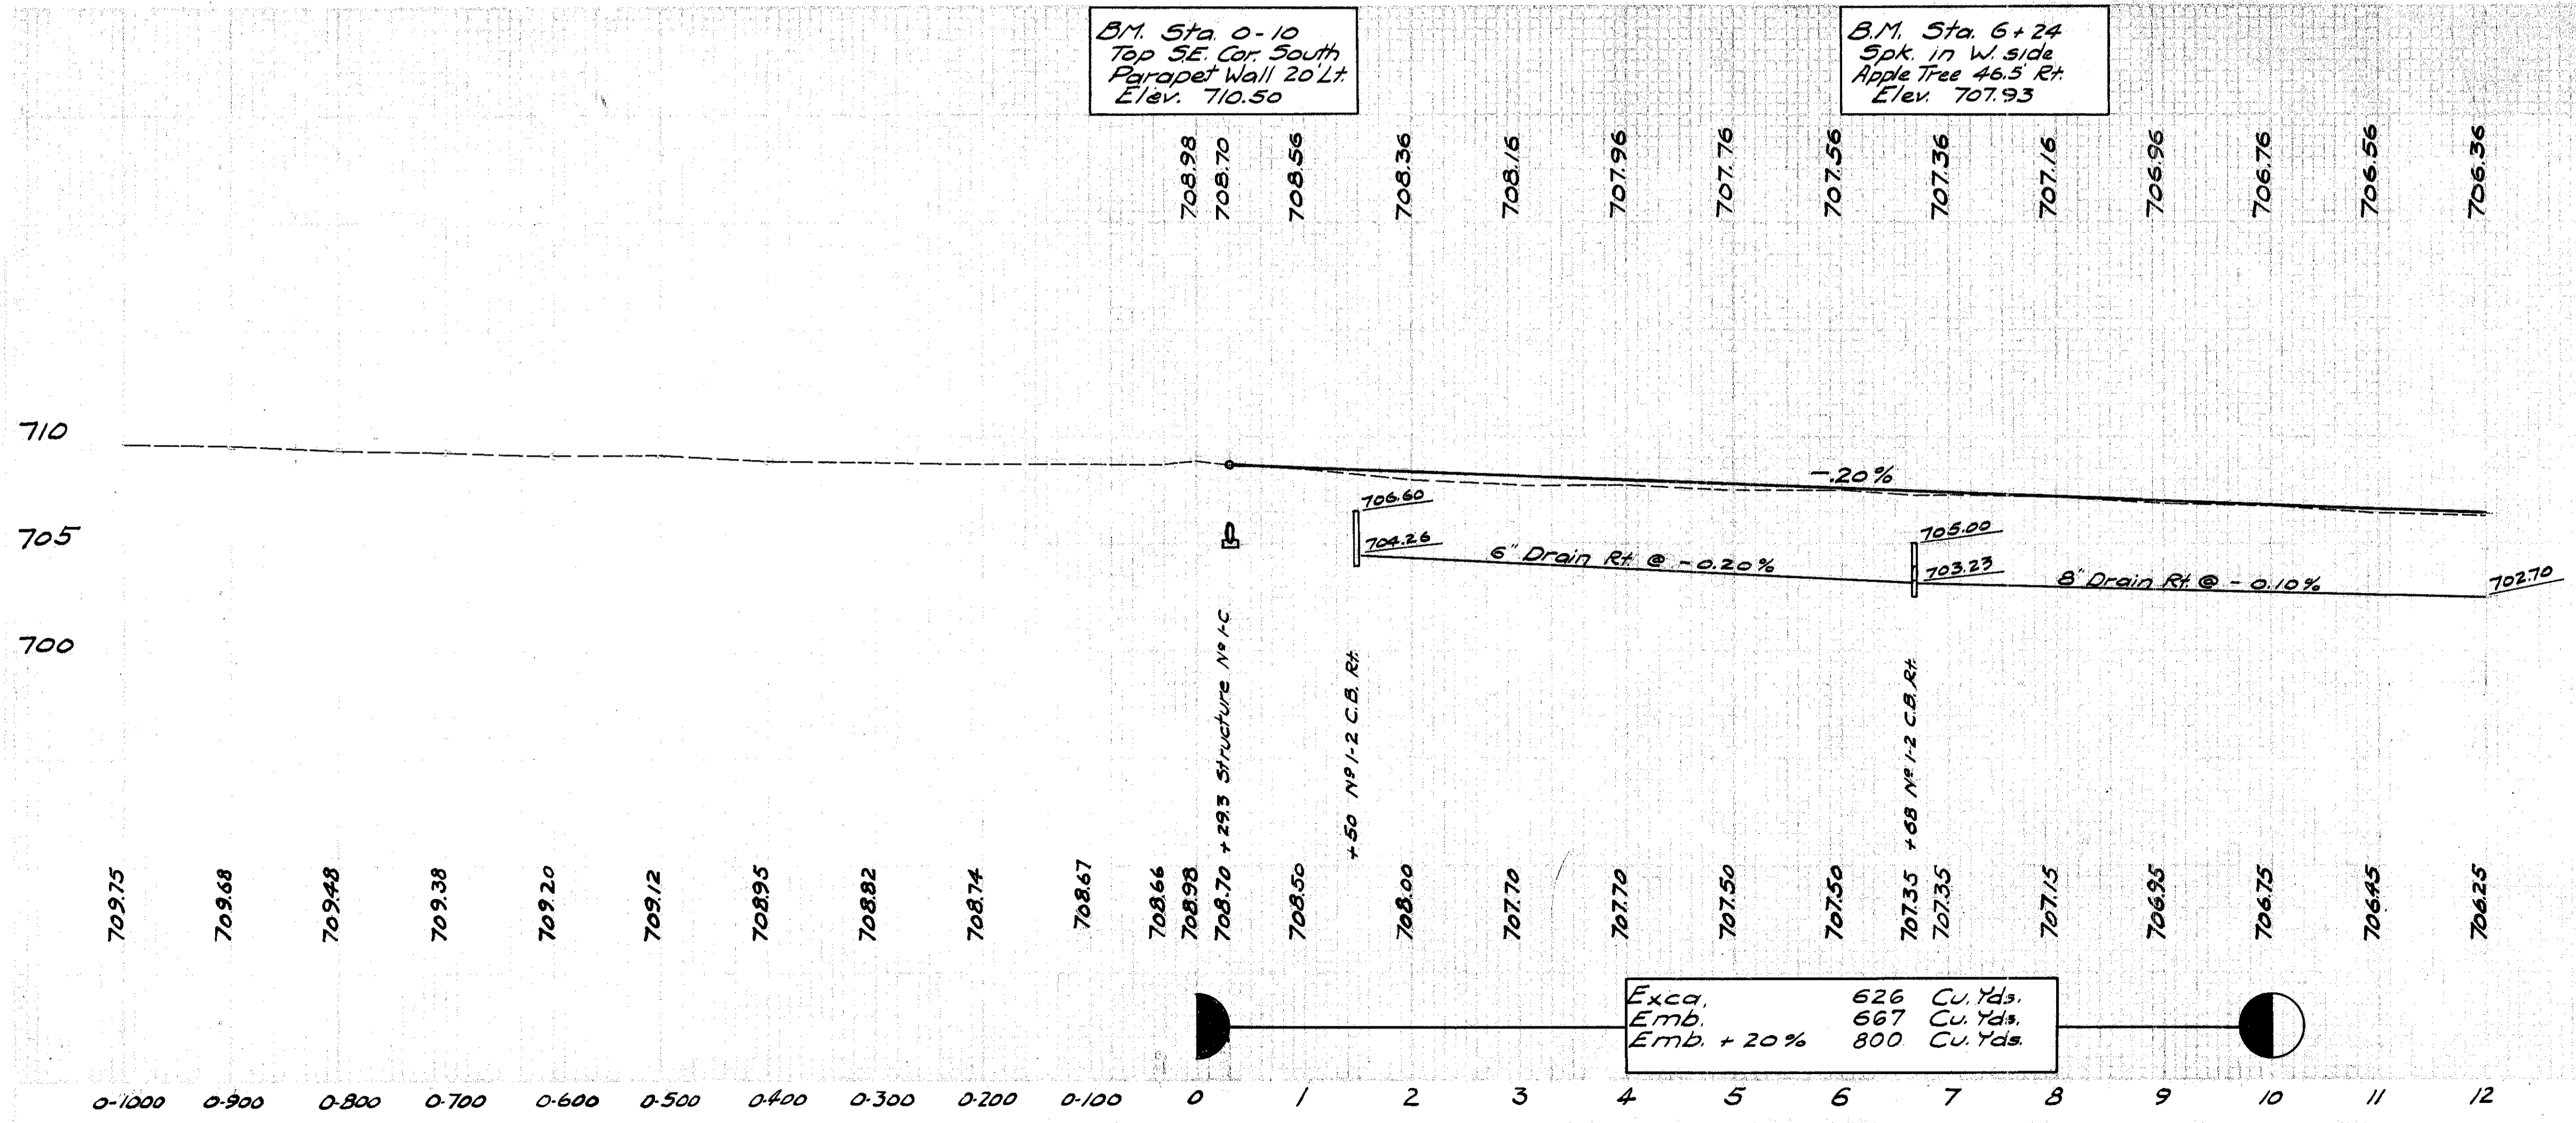 B.M. Sta. 0-10
Top S.E. Cor. South
Parapet Wall 20' Lt.
Elev. 710.50
B.M. Sta. 6+24
Spk. in W. side
Apple Tree 46.5' Rt.
Elev. 707.93
708.98
708.70
708.56
708.36
708.16
707.96
707.76
707.56
707.36
707.16
706.96
706.76
706.56
706.36
710
705
700
-.20%
706.60
704.26
6" Drain Rt. @ -0.20%
705.00
703.23
8" Drain Rt. @ -0.10%
702.70
709.75
709.68
709.48
709.38
709.20
709.12
708.95
708.82
708.74
708.67
708.66
708.98
708.70 +29.3 Structure Nº 1-C
708.50
+50 Nº 1-2 C.B. Rt.
708.00
707.70
707.70
707.50
707.50
707.35 +68 Nº 1-2 C.B. Rt.
707.35
707.15
706.95
706.75
706.45
706.25
Exca. 626 Cu. Yds.
Emb. 667 Cu. Yds.
Emb. + 20% 800 Cu. Yds.
0-1000 0-900 0-800 0-700 0-600 0-500 0-400 0-300 0-200 0-100 0 1 2 3 4 5 6 7 8 9 10 11 12